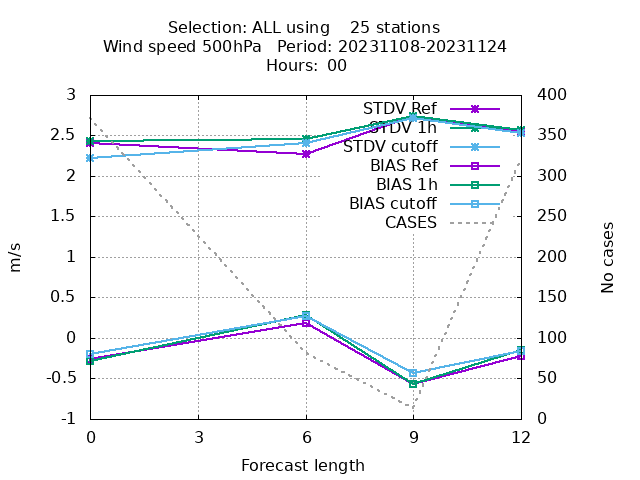 Selection: ALL using    25 stations
Wind speed 500hPa   Period: 20231108-20231124
Hours:  00
3 400
STDV Ref
2.5 350
STDV 1h
STDV cutoff
2 300
BIAS Ref
BIAS 1h
1.5 250
BIAS cutoff
CASES
1 200
0.5 150
0 100
-0.5 50
-1 0
0 3 6 9 12
Forecast length
m/s
No cases